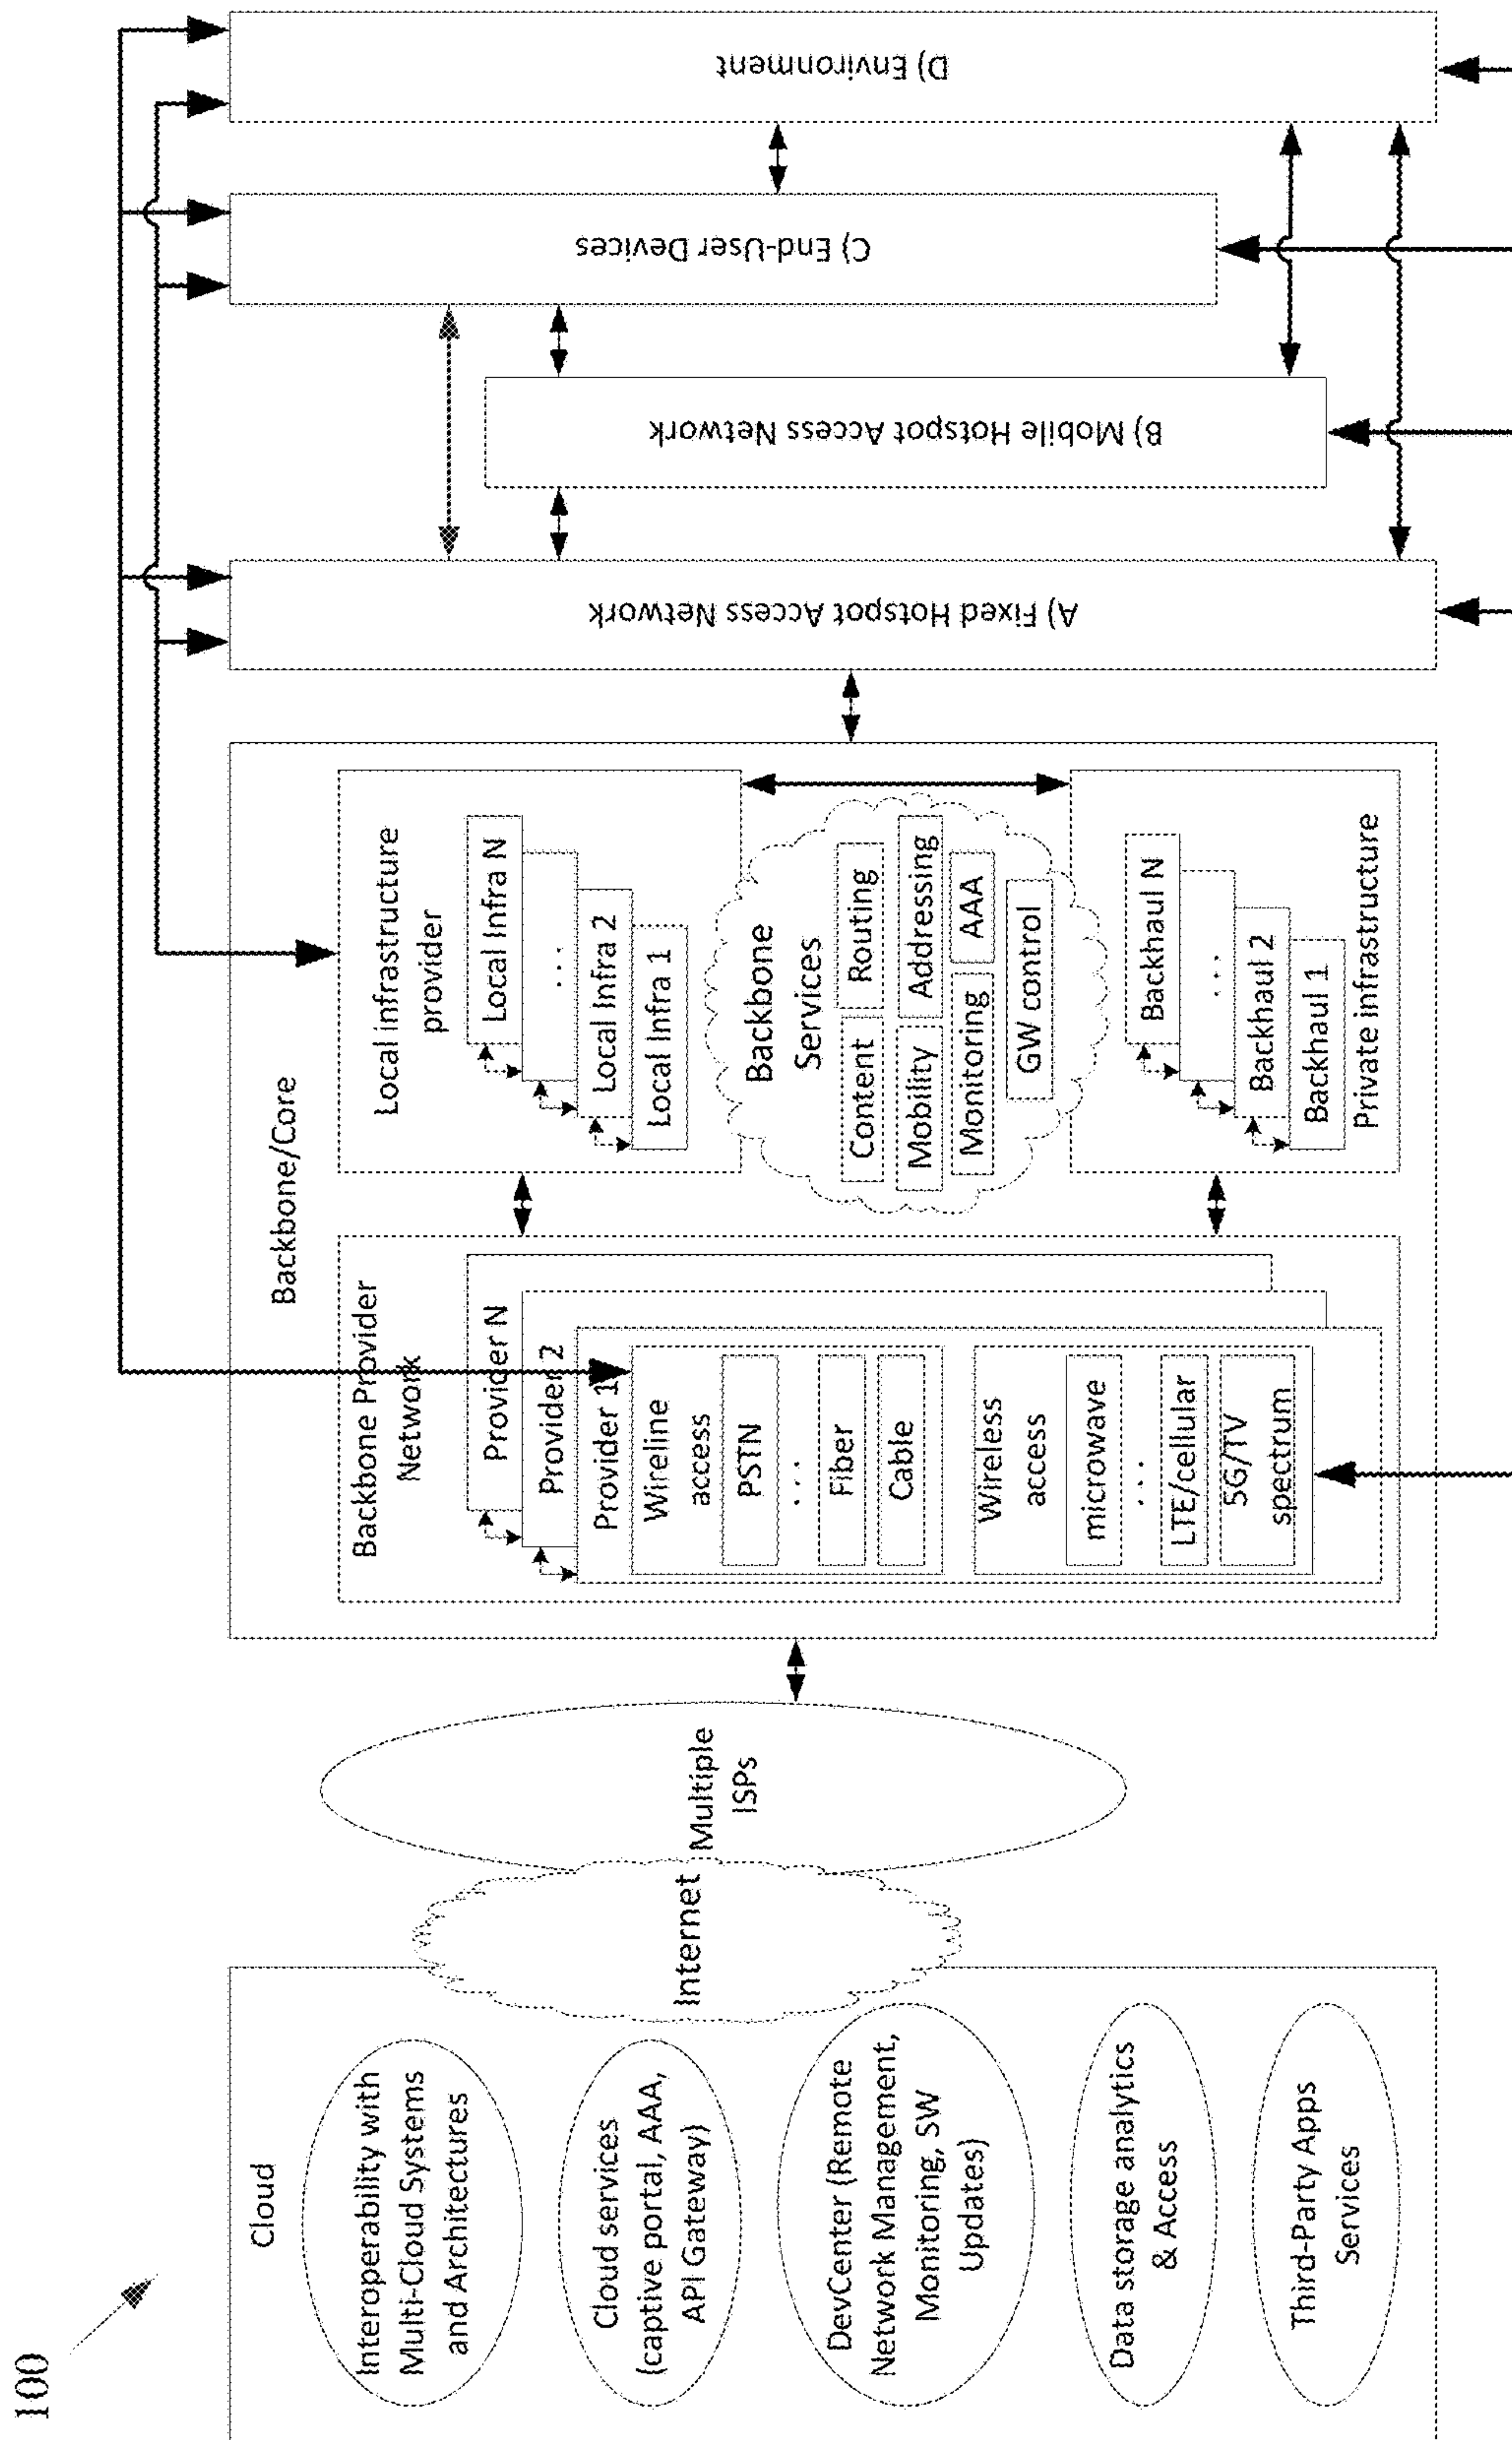 100
Cloud
Interoperability with
Multi-Cloud Systems
and Architectures
Cloud services
(captive portal, AAA,
API Gateway)
DevCenter (Remote
Network Management,
Monitoring, SW
Updates)
Data storage analytics
& Access
Third-Party Apps
Services
Internet
Multiple
ISPs
Backbone/Core
Backbone Provider
Network
Provider N
Provider 2
Provider 1
Wireline
access
PSTN
...
Fiber
Cable
Wireless
access
microwave
...
LTE/cellular
5G/TV
spectrum
Local infrastructure
provider
Local Infra N
...
Local Infra 2
Local Infra 1
Backbone
Services
Content
Routing
Mobility
Addressing
Monitoring
AAA
GW control
Backhaul N
...
Backhaul 2
Backhaul 1
Private infrastructure
A) Fixed Hotspot Access Network
B) Mobile Hotspot Access Network
C) End-User Devices
D) Environment